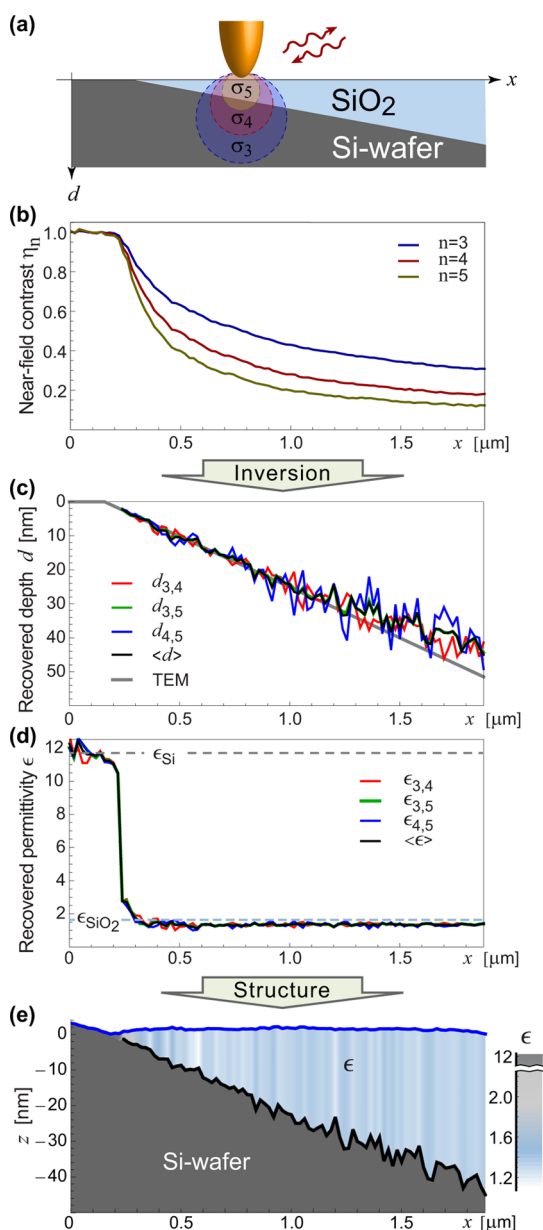 (a)
x
σ5
σ4
σ3
SiO2
Si-wafer
d
(b)
Near-field contrast ηn
1.0
0.8
0.6
0.4
0.2
n=3
n=4
n=5
0
0.5
1.0
1.5
x [μm]
Inversion
(c)
Recovered depth d [nm]
0
10
20
30
40
50
d3,4
d3,5
d4,5
<d>
TEM
0
0.5
1.0
1.5
x [μm]
(d)
Recovered permittivity ϵ
12
10
8
6
4
2
ϵSi
ϵ3,4
ϵ3,5
ϵ4,5
<ϵ>
ϵSiO2
0
0.5
1.0
1.5
x [μm]
Structure
(e)
z [nm]
0
−10
−20
−30
−40
ϵ
Si-wafer
ϵ
12
2.0
1.6
1.2
0
0.5
1.0
1.5
x [μm]